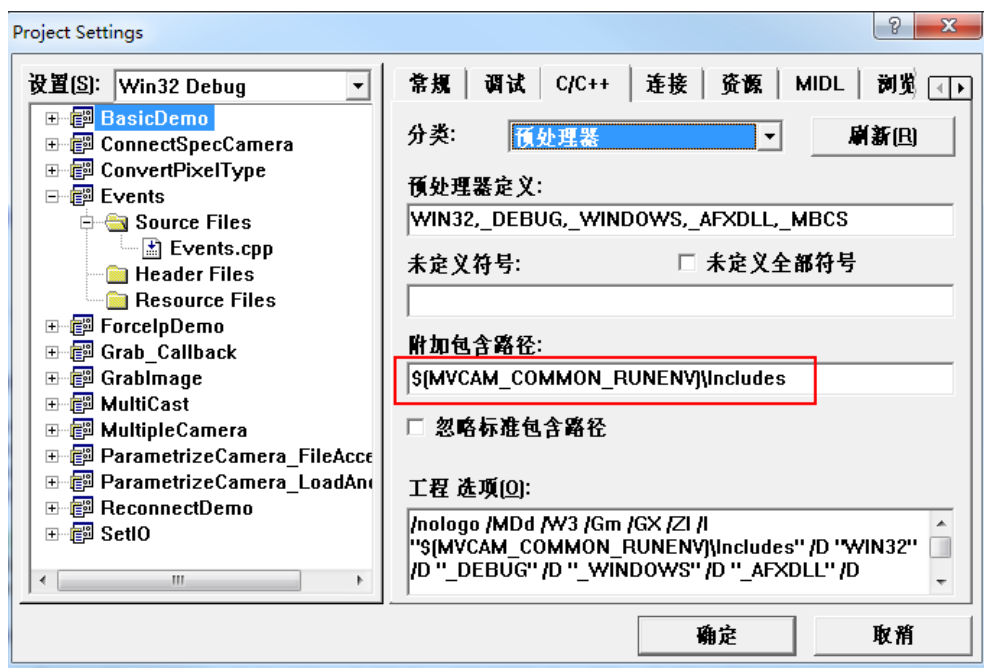 Project Settings
设置(S): Win32 Debug
BasicDemo
ConnectSpecCamera
ConvertPixelType
Events
Source Files
Events.cpp
Header Files
Resource Files
ForceIpDemo
Grab_Callback
GrabImage
MultiCast
MultipleCamera
ParametrizeCamera_FileAcce
ParametrizeCamera_LoadAn
ReconnectDemo
SetIO
常规 调试 C/C++ 连接 资源 MIDL 浏览
分类: 预处理器 刷新(R)
预处理器定义:
WIN32,_DEBUG,_WINDOWS,_AFXDLL,_MBCS
未定义符号: 未定义全部符号
附加包含路径:
$(MVCAM_COMMON_RUNENV)\Includes
忽略标准包含路径
工程 选项(O):
/nologo /MDd /W3 /Gm /GX /ZI /I
"$(MVCAM_COMMON_RUNENV)\Includes" /D "WIN32"
/D "_DEBUG" /D "_WINDOWS" /D "_AFXDLL" /D
确定 取消